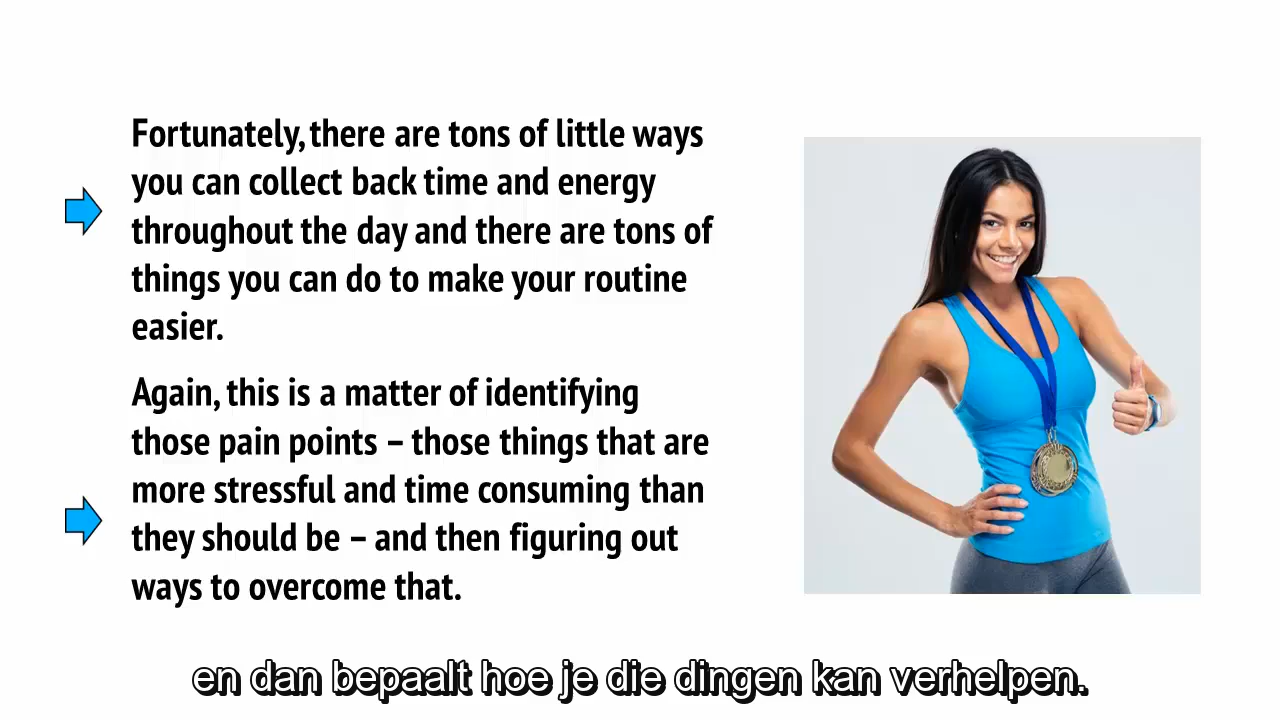 Fortunately, there are tons of little ways
you can collect back time and energy
throughout the day and there are tons of
things you can do to make your routine
easier.
Again, this is a matter of identifying
those pain points – those things that are
more stressful and time consuming than
they should be – and then figuring out
ways to overcome that.
en dan bepaalt hoe je die dingen kan verhelpen.